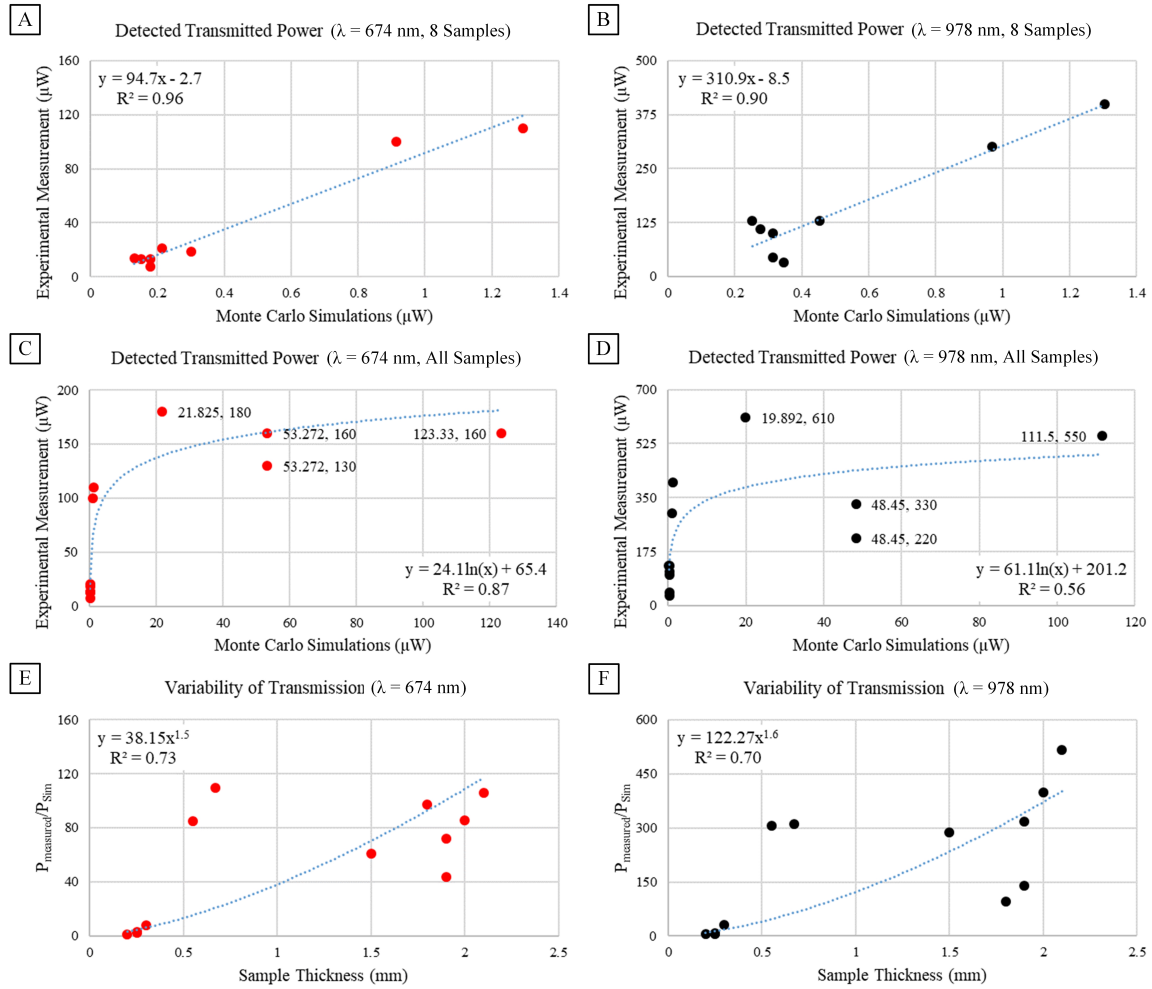 A
Detected Transmitted Power (λ = 674 nm, 8 Samples)
y = 94.7x - 2.7
R² = 0.96
Experimental Measurement (µW)
160
120
80
40
0
0 0.2 0.4 0.6 0.8 1 1.2 1.4
Monte Carlo Simulations (µW)
B
Detected Transmitted Power (λ = 978 nm, 8 Samples)
y = 310.9x - 8.5
R² = 0.90
Experimental Measurement (µW)
500
375
250
125
0
0 0.2 0.4 0.6 0.8 1 1.2 1.4
Monte Carlo Simulations (µW)
C
Detected Transmitted Power (λ = 674 nm, All Samples)
Experimental Measurement (µW)
200
150
100
50
0
21.825, 180
53.272, 160
123.33, 160
53.272, 130
y = 24.1ln(x) + 65.4
R² = 0.87
0 20 40 60 80 100 120 140
Monte Carlo Simulations (µW)
D
Detected Transmitted Power (λ = 978 nm, All Samples)
Experimental Measurement (µW)
700
525
350
175
0
19.892, 610
111.5, 550
48.45, 330
48.45, 220
y = 61.1ln(x) + 201.2
R² = 0.56
0 20 40 60 80 100 120
Monte Carlo Simulations (µW)
E
Variability of Transmission (λ = 674 nm)
y = 38.15x^1.5
R² = 0.73
P_measured/P_Sim
160
120
80
40
0
0 0.5 1 1.5 2 2.5
Sample Thickness (mm)
F
Variability of Transmission (λ = 978 nm)
y = 122.27x^1.6
R² = 0.70
P_measured/P_Sim
600
450
300
150
0
0 0.5 1 1.5 2 2.5
Sample Thickness (mm)